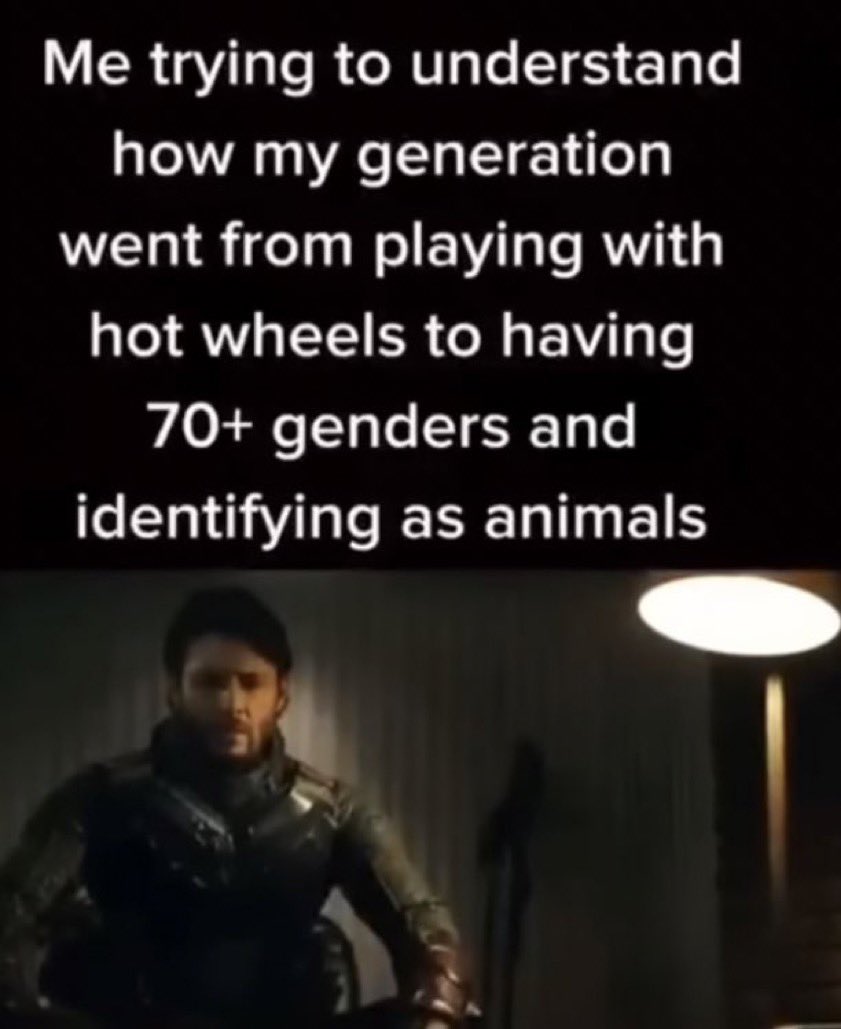 Me trying to understand
how my generation
went from playing with
hot wheels to having
70+ genders and
identifying as animals